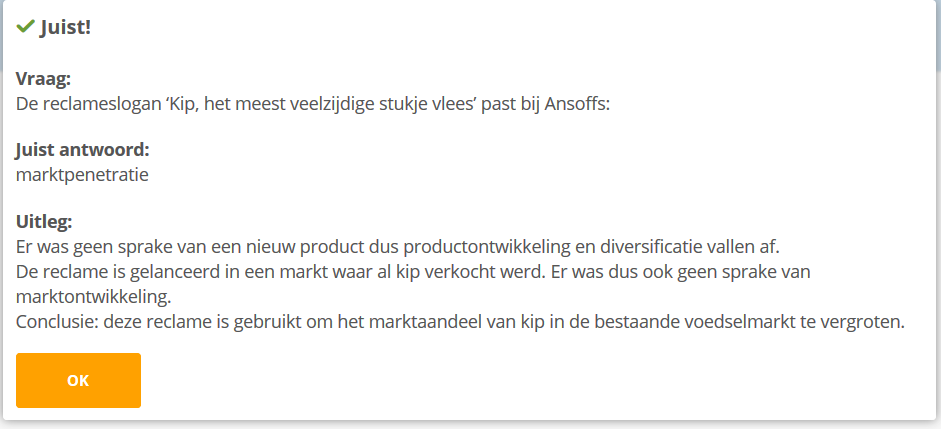 Juist!
Vraag:
De reclameslogan ‘Kip, het meest veelzijdige stukje vlees’ past bij Ansoffs:
Juist antwoord:
marktpenetratie
Uitleg:
Er was geen sprake van een nieuw product dus productontwikkeling en diversificatie vallen af.
De reclame is gelanceerd in een markt waar al kip verkocht werd. Er was dus ook geen sprake van
marktontwikkeling.
Conclusie: deze reclame is gebruikt om het marktaandeel van kip in de bestaande voedselmarkt te vergroten.
OK